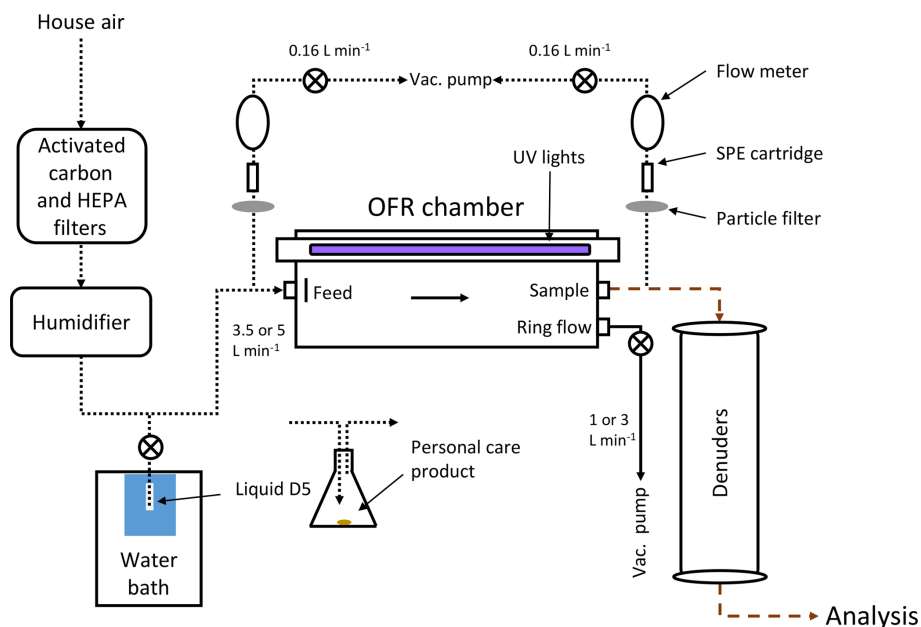 House air
Activated
carbon
and HEPA
filters
Humidifier
0.16 L min⁻¹
Vac. pump
0.16 L min⁻¹
Flow meter
SPE cartridge
Particle filter
UV lights
OFR chamber
Feed
Sample
Ring flow
3.5 or 5
L min⁻¹
1 or 3
L min⁻¹
Vac. pump
Denuders
Liquid D5
Water
bath
Personal care
product
Analysis